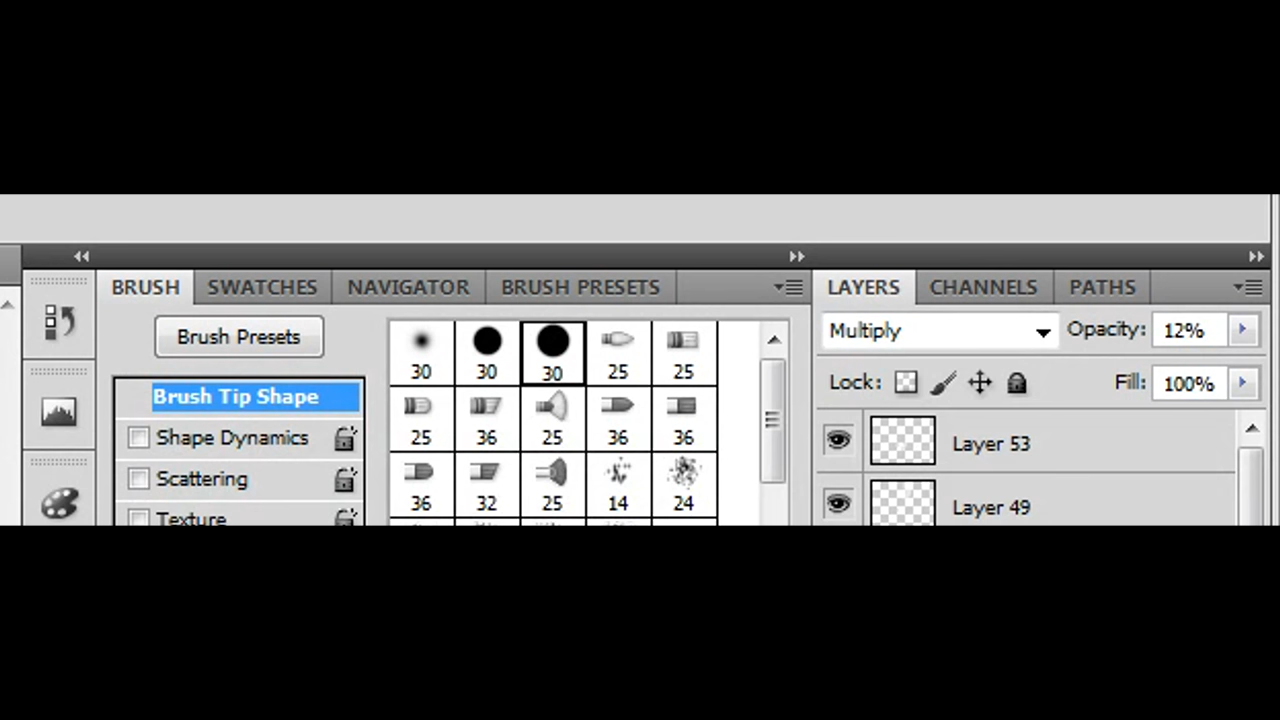 BRUSH SWATCHES NAVIGATOR BRUSH PRESETS LAYERS CHANNELS PATHS
Brush Presets
Brush Tip Shape
Shape Dynamics
Scattering
Texture
30 30 30 25 25
25 36 25 36 36
36 32 25 14 24
Multiply Opacity: 12%
Lock: Fill: 100%
Layer 53
Layer 49